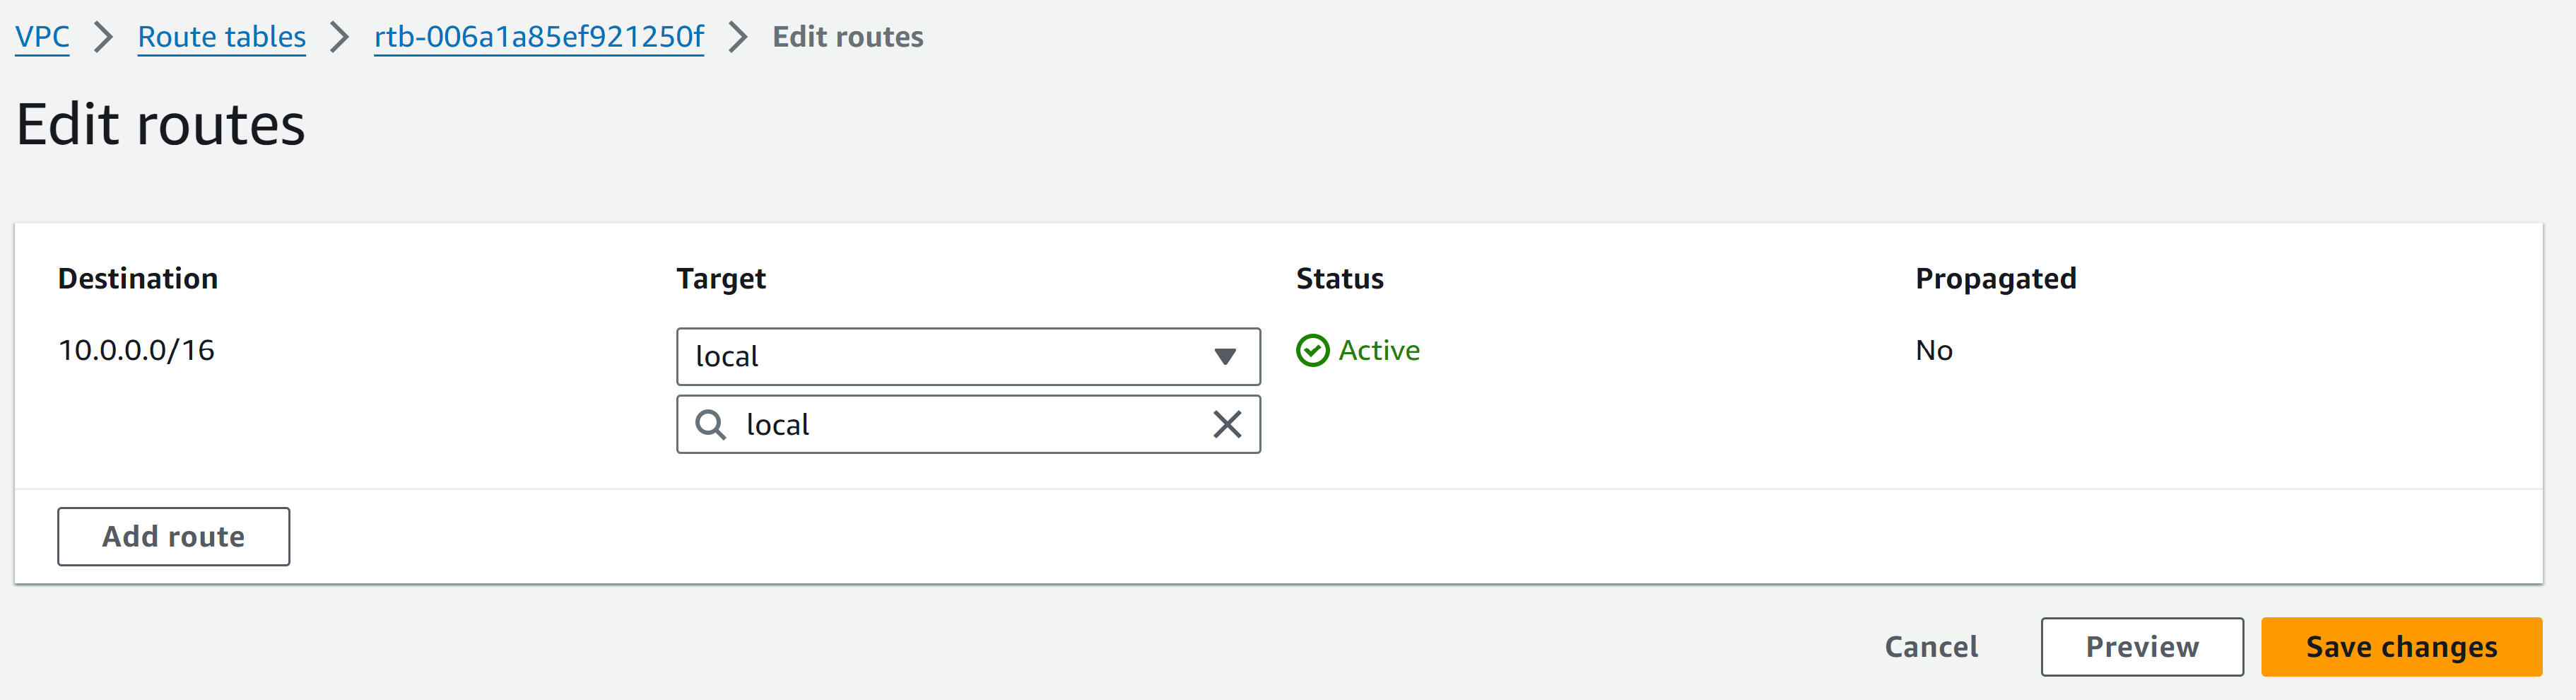 VPC > Route tables > rtb-006a1a85ef921250f > Edit routes
Edit routes
Destination Target Status Propagated
10.0.0.0/16 local Active No
local
Add route
Cancel Preview Save changes